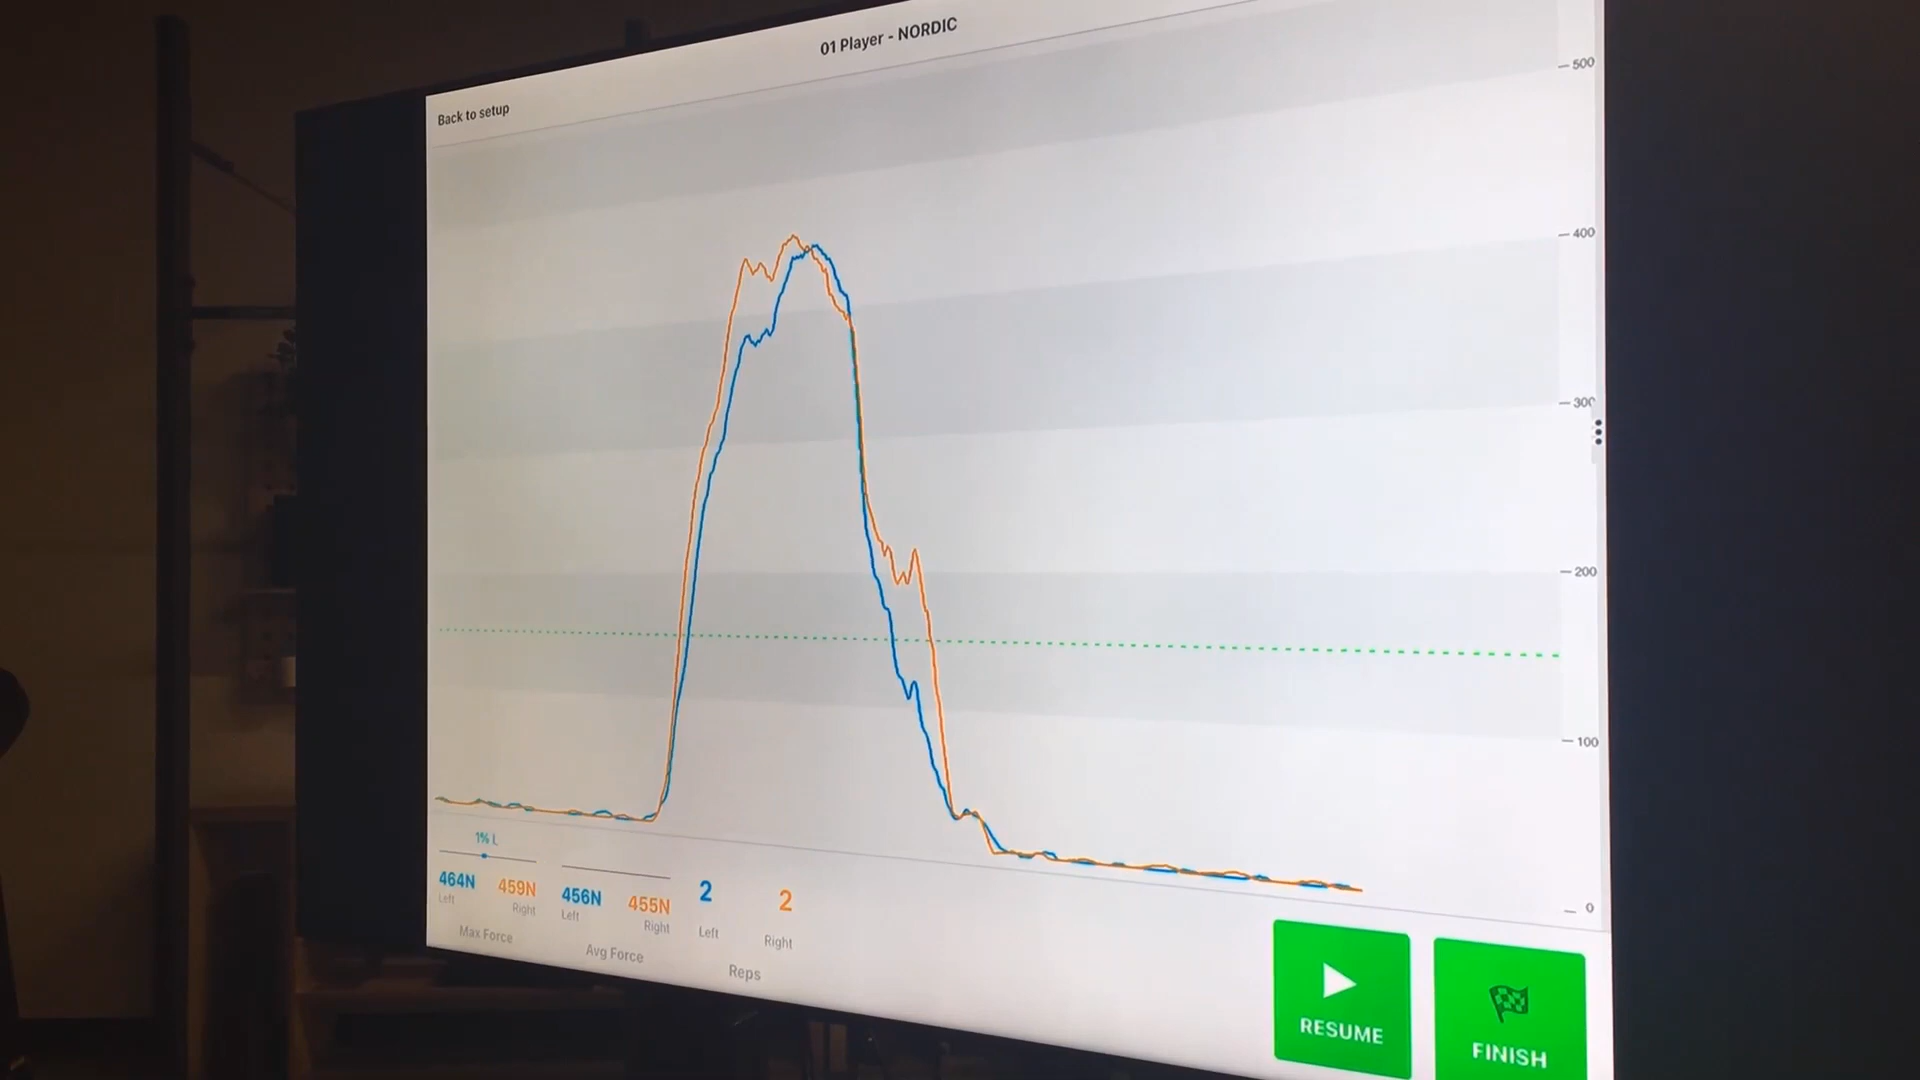 01 Player - NORDIC
Back to setup
500
400
300
200
100
0
1% L
464N 459N 456N 455N 2 2
Left Right Left Right Left Right
Max Force Avg Force Reps
RESUME
FINISH